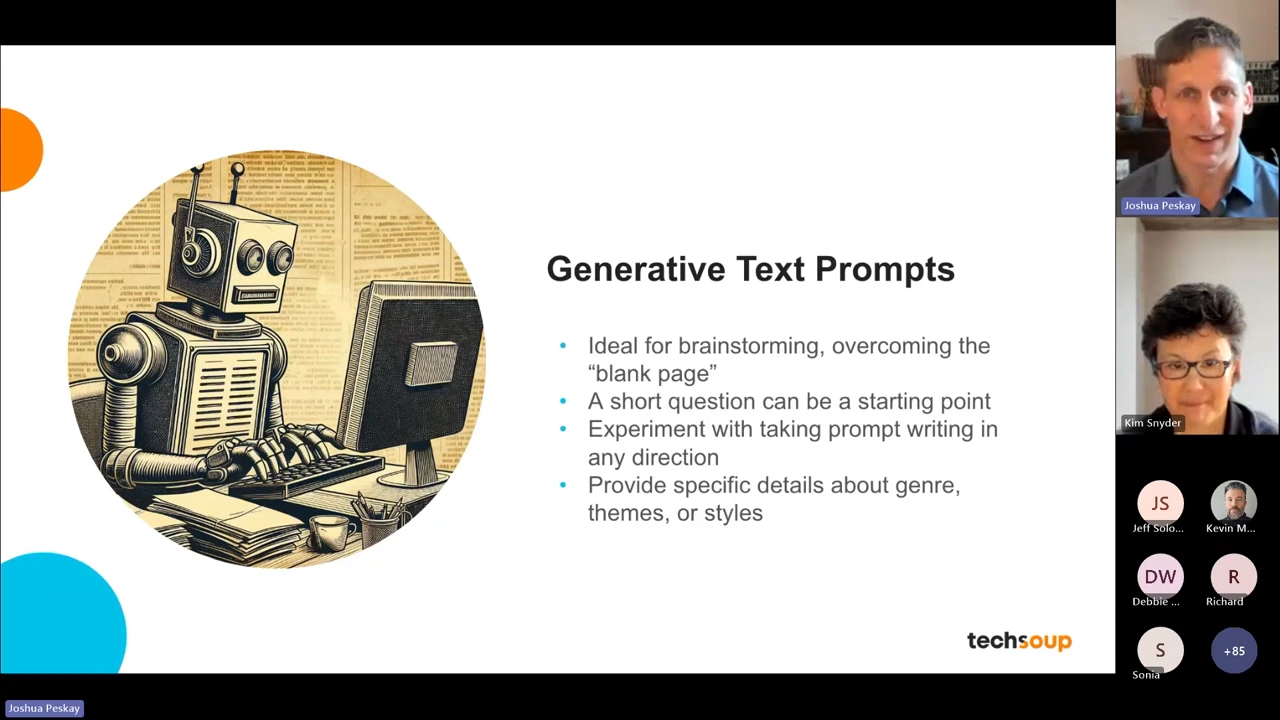 Generative Text Prompts
• Ideal for brainstorming, overcoming the
“blank page”
• A short question can be a starting point
• Experiment with taking prompt writing in
any direction
• Provide specific details about genre,
themes, or styles
techsoup
Joshua Peskay
Kim Snyder
JS
Jeff Solo...
Kevin M...
DW
Debbie ...
R
Richard
S
Sonia
+85
Joshua Peskay